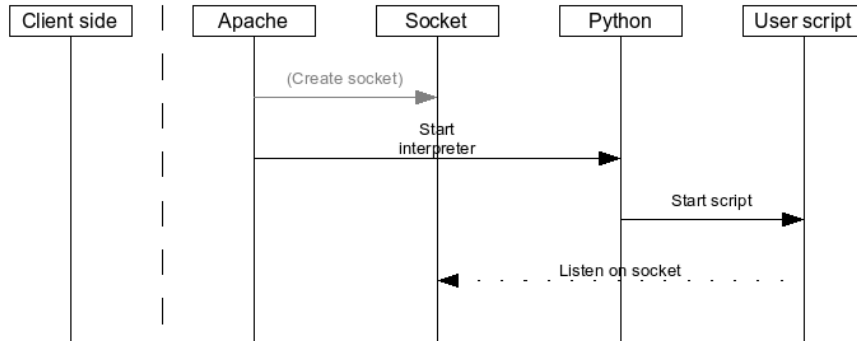 Client side
Apache
Socket
Python
User script
(Create socket)
Start
interpreter
Start script
Listen on socket